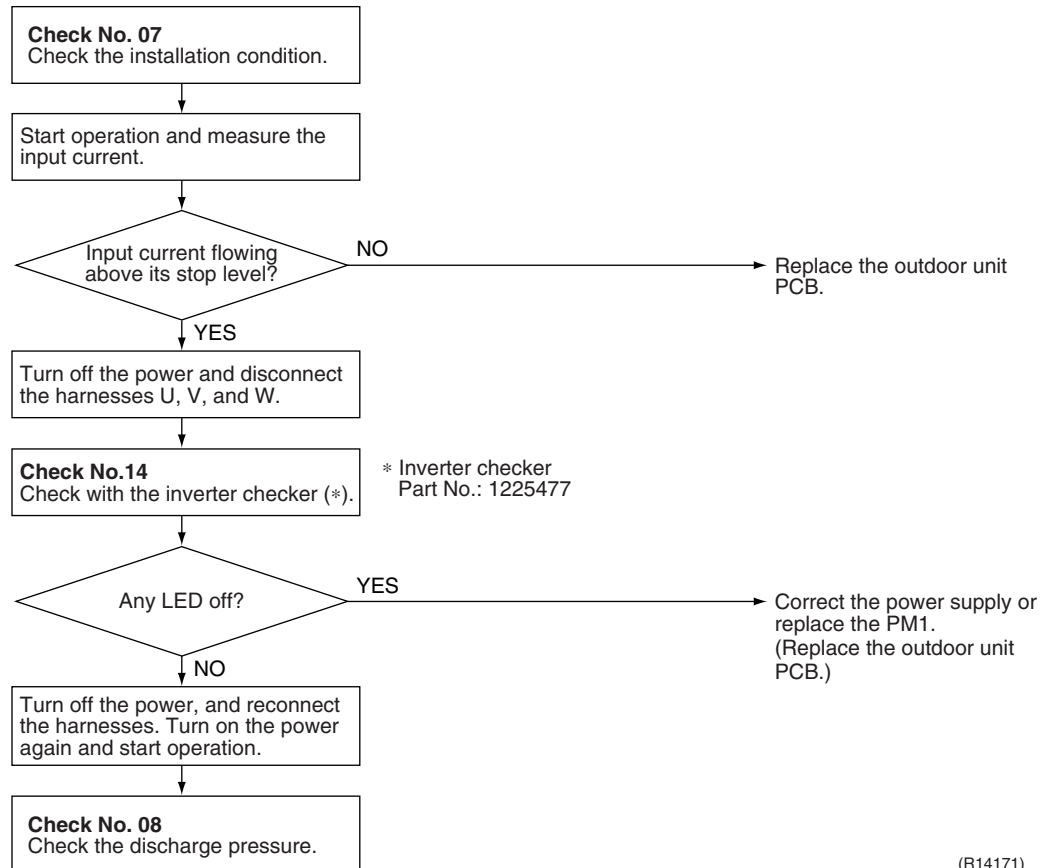 Check No. 07
Check the installation condition.
Start operation and measure the
input current.
Input current flowing
above its stop level?
NO
Replace the outdoor unit
PCB.
YES
Turn off the power and disconnect
the harnesses U, V, and W.
Check No.14
Check with the inverter checker (*).
* Inverter checker
Part No.: 1225477
Any LED off?
YES
Correct the power supply or
replace the PM1.
(Replace the outdoor unit
PCB.)
NO
Turn off the power, and reconnect
the harnesses. Turn on the power
again and start operation.
Check No. 08
Check the discharge pressure.
(R14171)